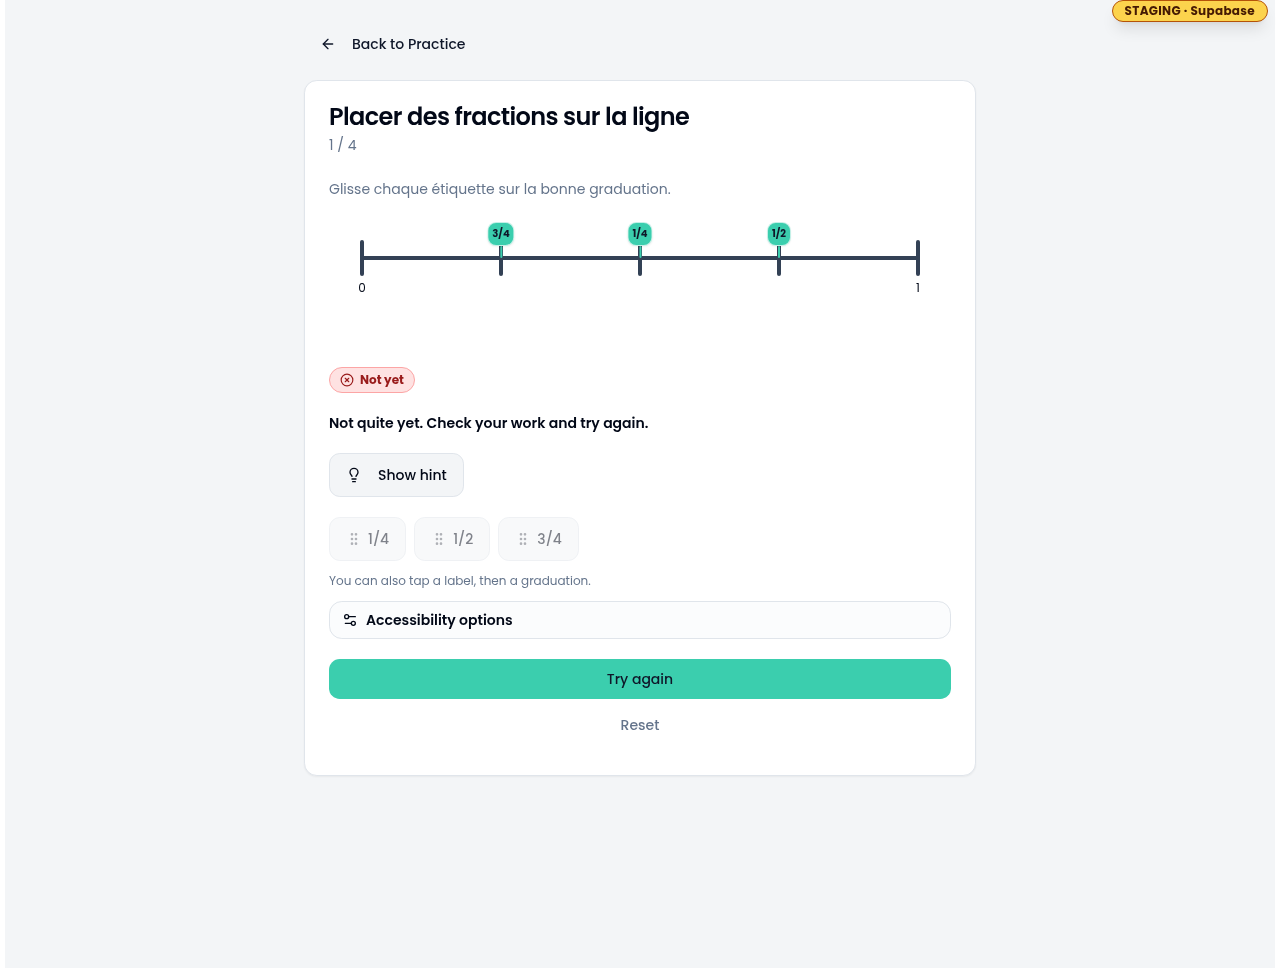 STAGING · Supabase
Back to Practice
Placer des fractions sur la ligne
1 / 4
Glisse chaque étiquette sur la bonne graduation.
3/4 1/4 1/2
0 1
Not yet
Not quite yet. Check your work and try again.
Show hint
1/4 1/2 3/4
You can also tap a label, then a graduation.
Accessibility options
Try again
Reset